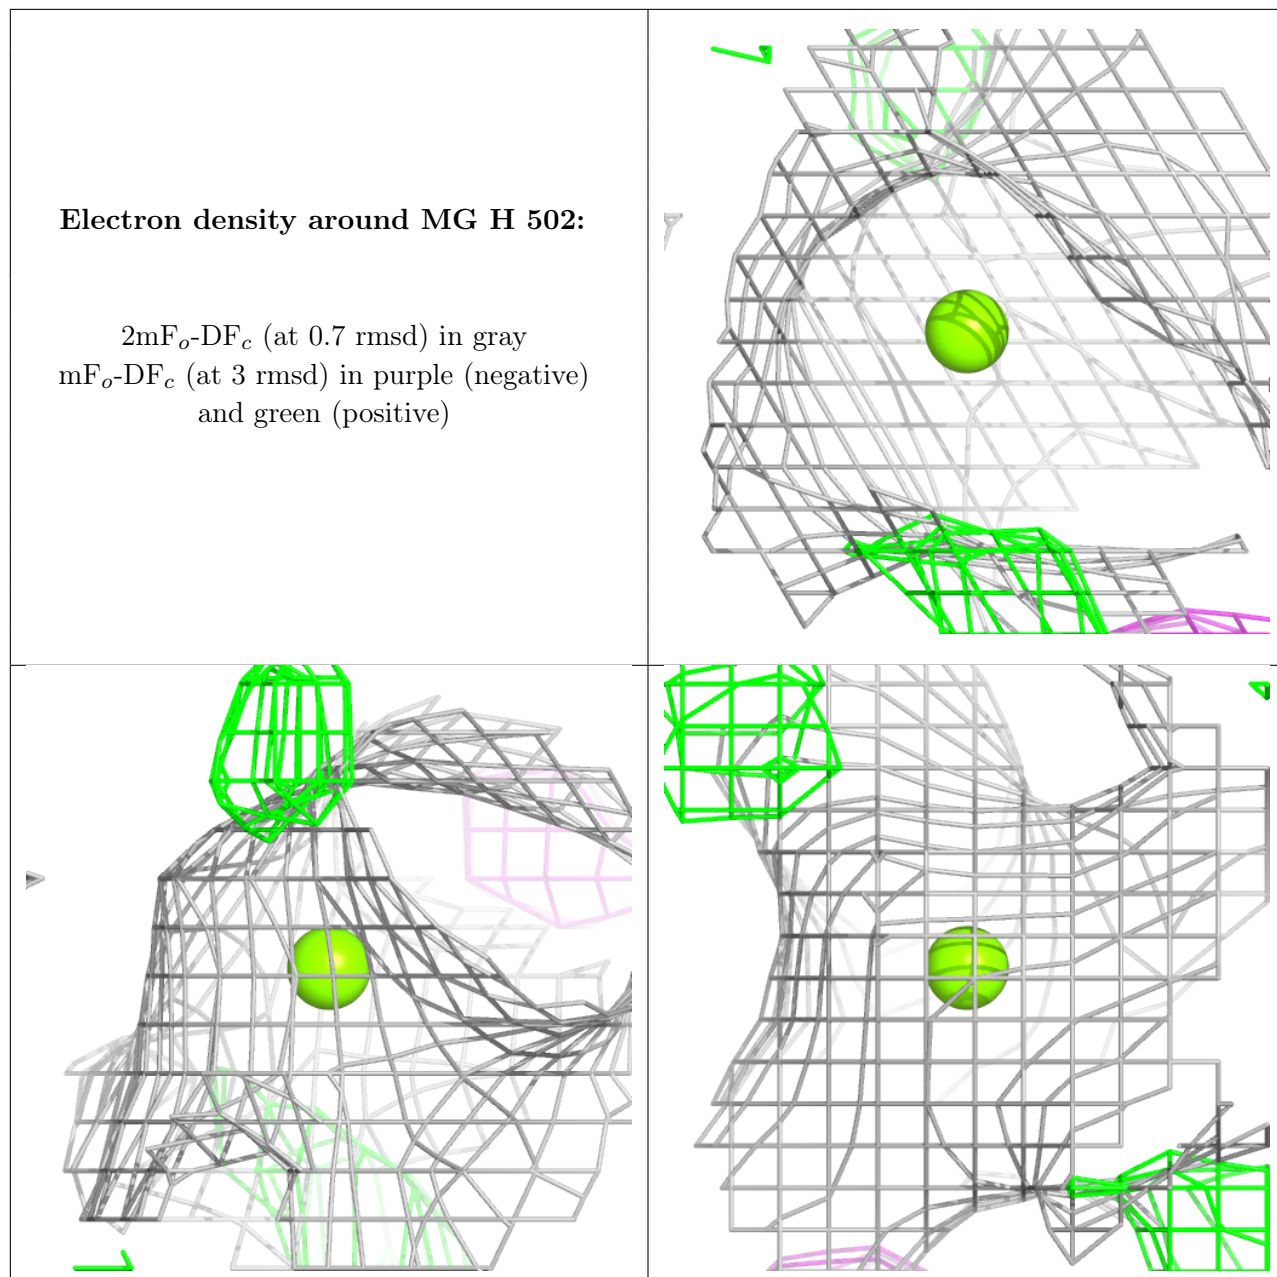 Electron density around MG H 502:
2mFo-DFc (at 0.7 rmsd) in gray
mFo-DFc (at 3 rmsd) in purple (negative)
and green (positive)